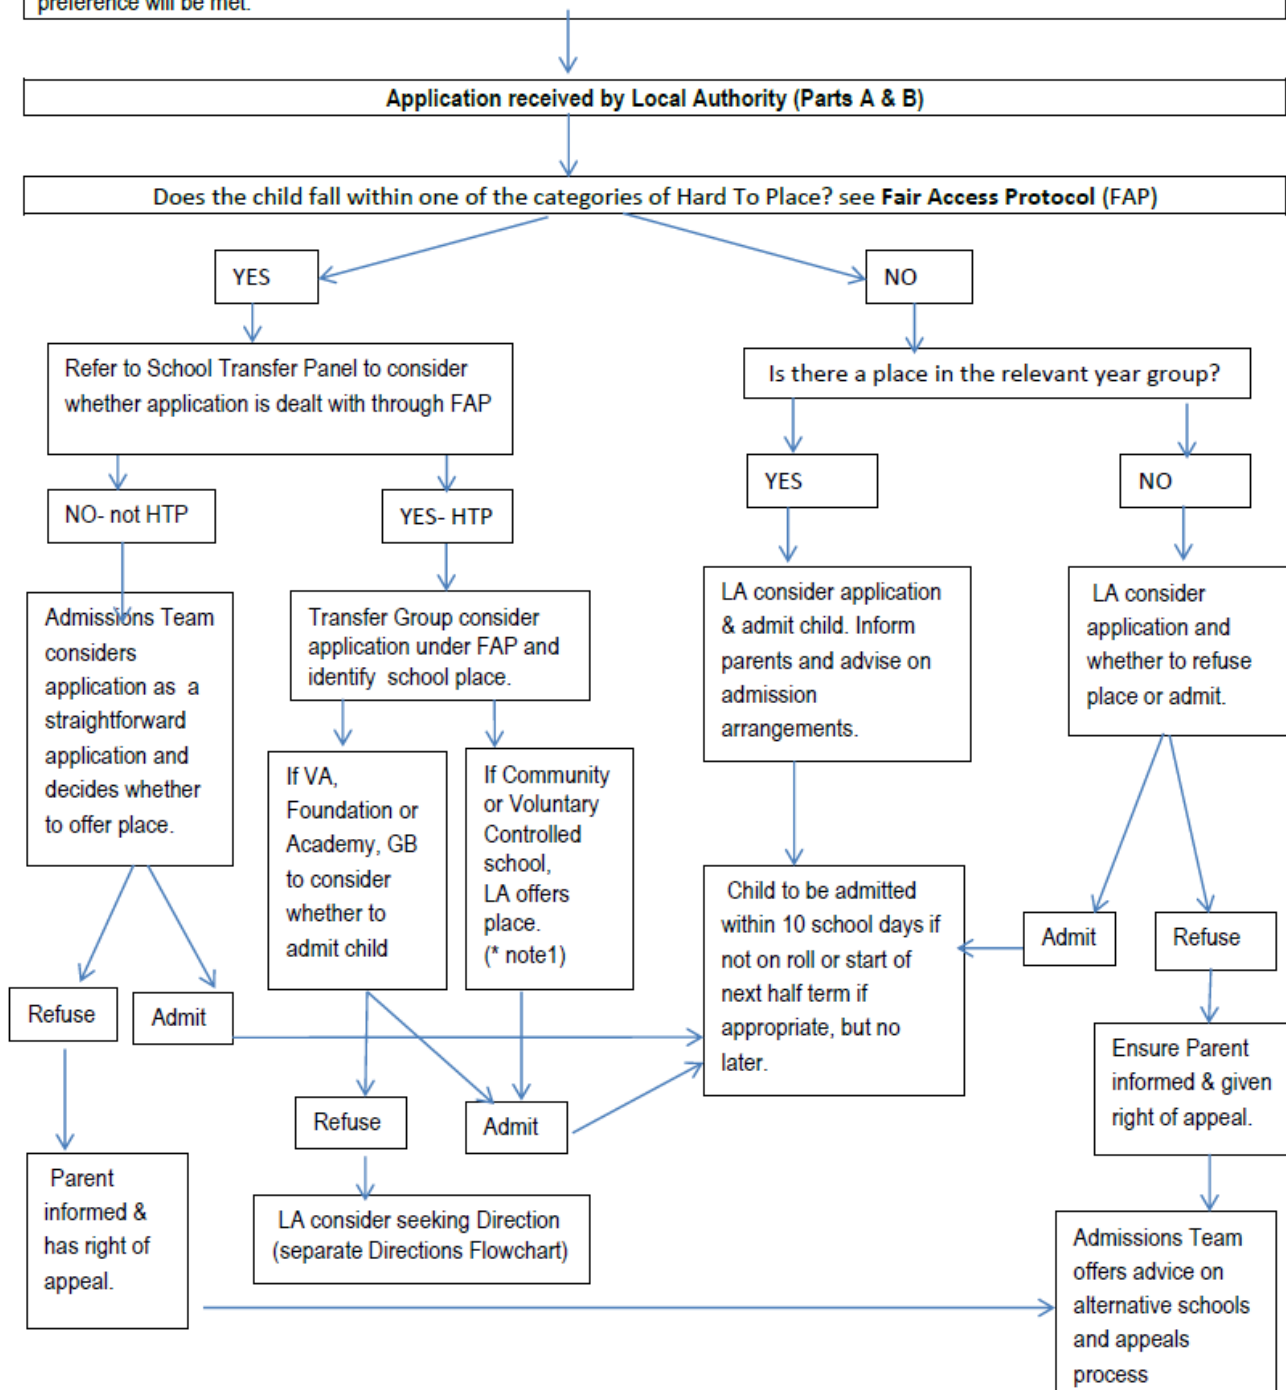 preference will be met.
Application received by Local Authority (Parts A & B)
Does the child fall within one of the categories of Hard To Place? see Fair Access Protocol (FAP)
YES
NO
Refer to School Transfer Panel to consider
whether application is dealt with through FAP
Is there a place in the relevant year group?
NO- not HTP
YES- HTP
YES
NO
Admissions Team
considers
application as a
straightforward
application and
decides whether
to offer place.
Transfer Group consider
application under FAP and
identify school place.
LA consider application
& admit child. Inform
parents and advise on
admission
arrangements.
LA consider
application and
whether to refuse
place or admit.
If VA,
Foundation or
Academy, GB
to consider
whether to
admit child
If Community
or Voluntary
Controlled
school,
LA offers
place.
(* note1)
Child to be admitted
within 10 school days if
not on roll or start of
next half term if
appropriate, but no
later.
Admit
Refuse
Refuse
Admit
Refuse
Admit
Ensure Parent
informed & given
right of appeal.
Parent
informed &
has right of
appeal.
LA consider seeking Direction
(separate Directions Flowchart)
Admissions Team
offers advice on
alternative schools
and appeals
process